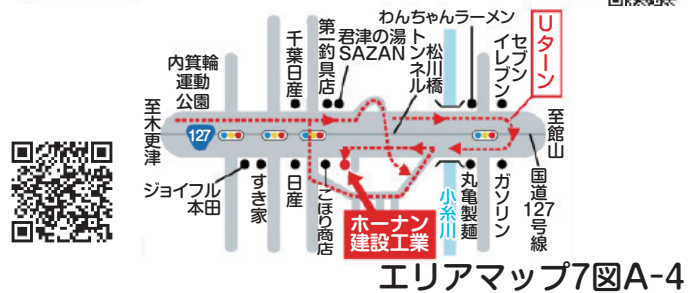 内箕輪
運動
公園
至木更津
127
千葉日産
第一釣具店
君津の湯
SAZAN
わんちゃんラーメン
トンネル
松川橋
セブン
イレブン
Uターン
至館山
国道127号線
ジョイフル
本田
すき家
日産
こほり商店
ホーナン
建設工業
小糸川
丸亀製麺
ガソリン
エリアマップ7図A-4